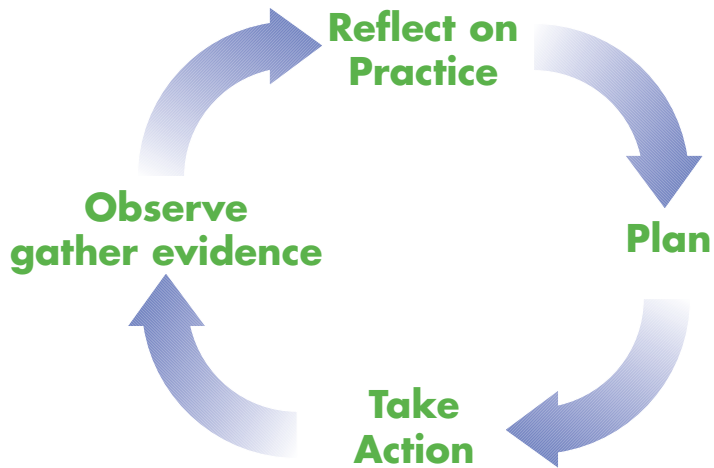 Reflect on
Practice
Plan
Take
Action
Observe
gather evidence